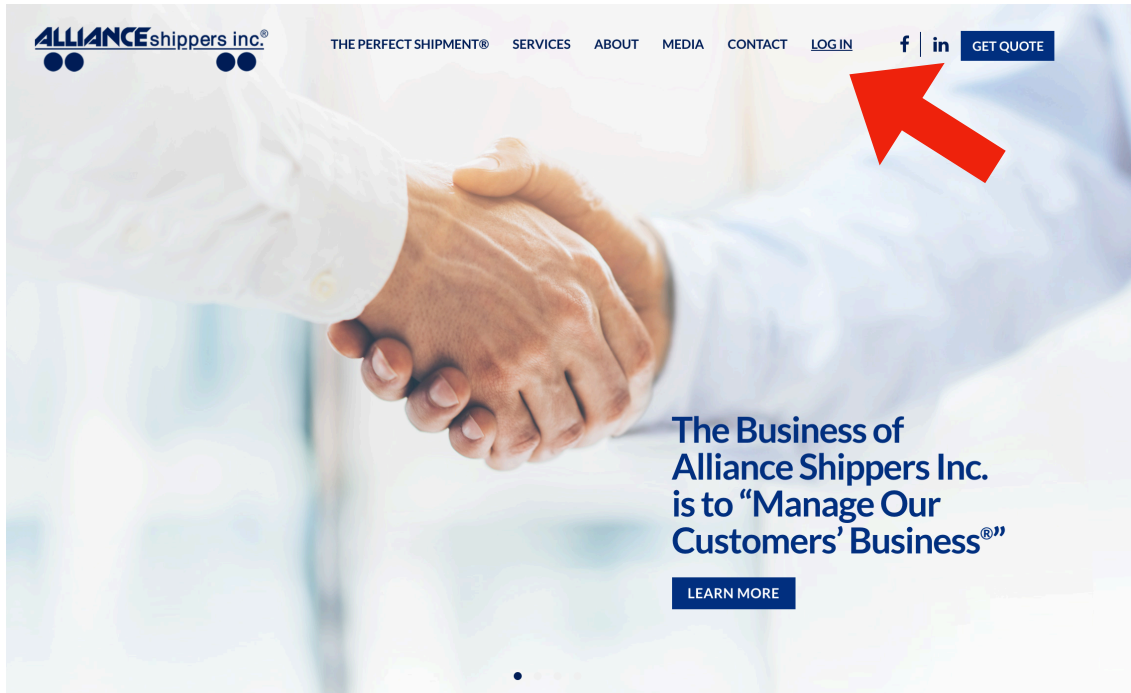 ALLIANCE shippers inc.®
THE PERFECT SHIPMENT® SERVICES ABOUT MEDIA CONTACT LOG IN f in GET QUOTE
The Business of
Alliance Shippers Inc.
is to “Manage Our
Customers’ Business®”
LEARN MORE